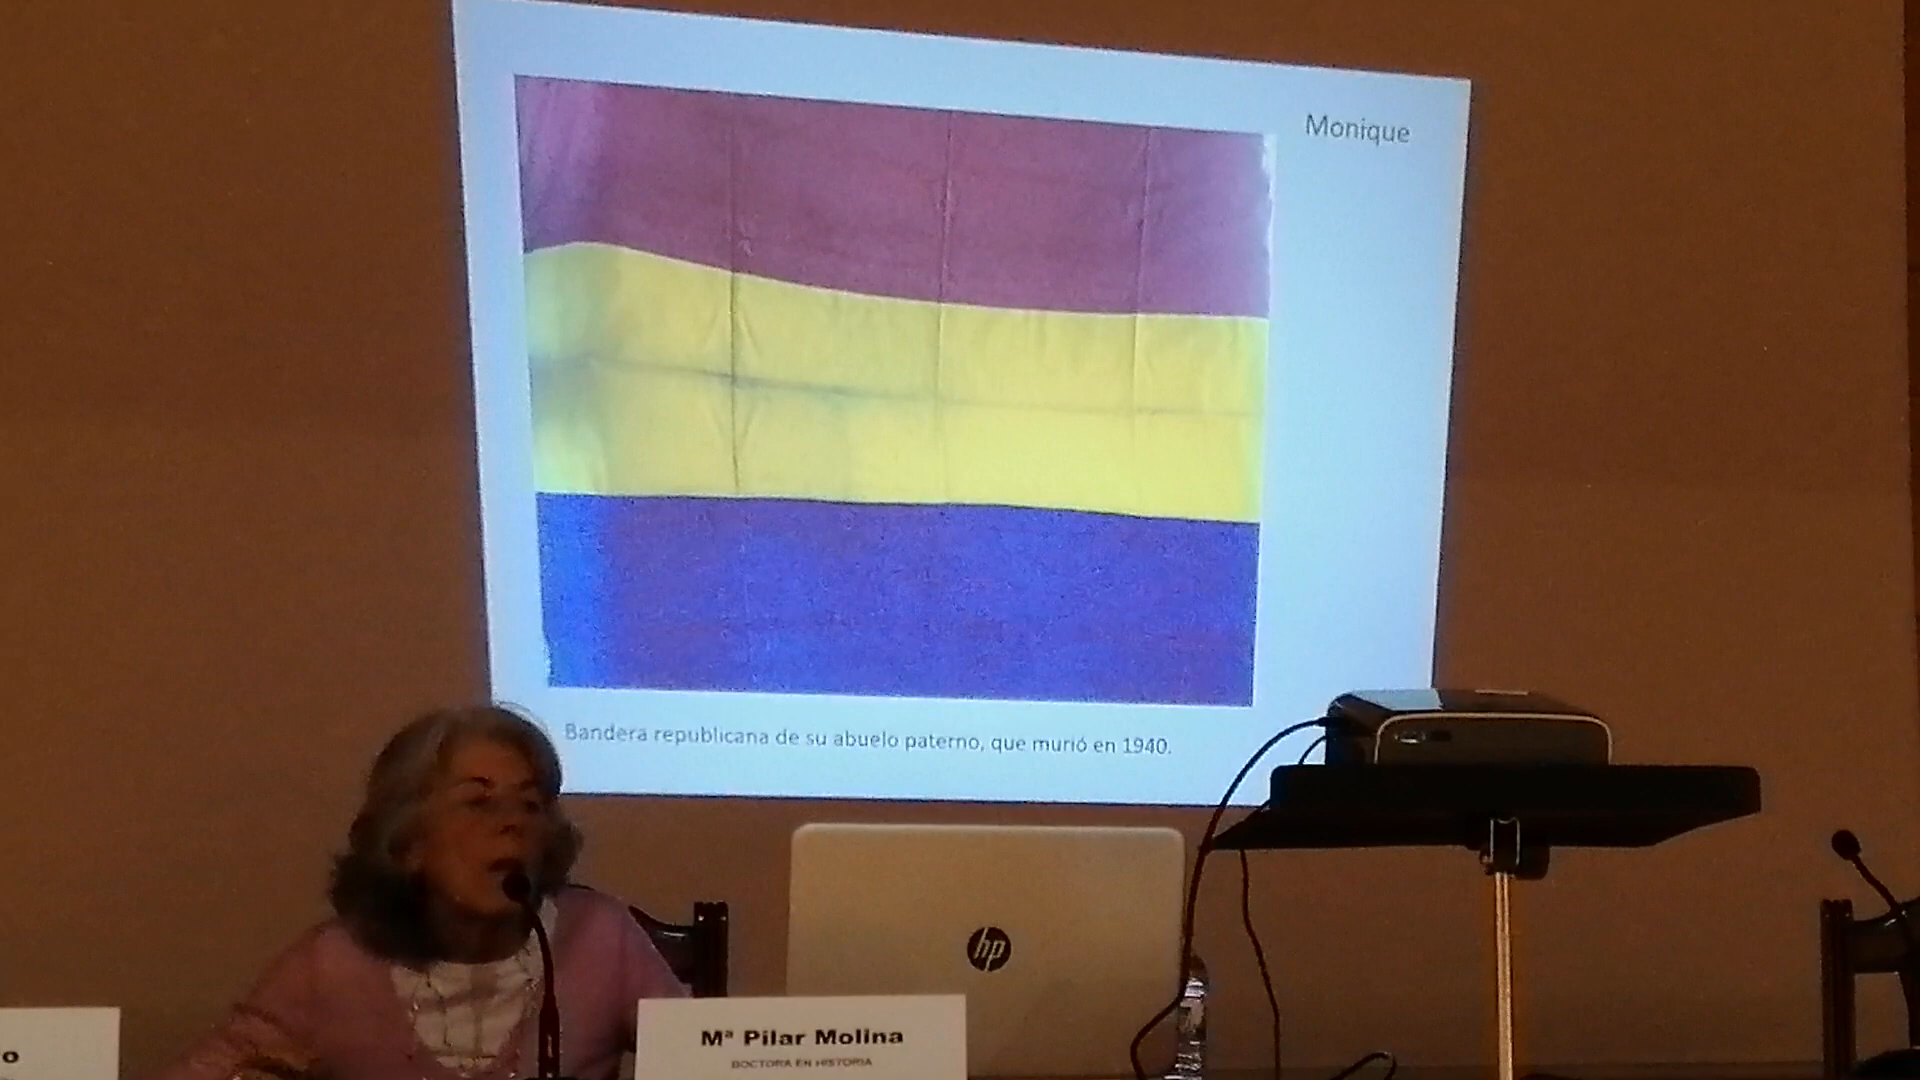 Monique
Bandera republicana de su abuelo paterno, que murió en 1940.
hp
Mª Pilar Molina
DOCTORA EN HISTORIA
o